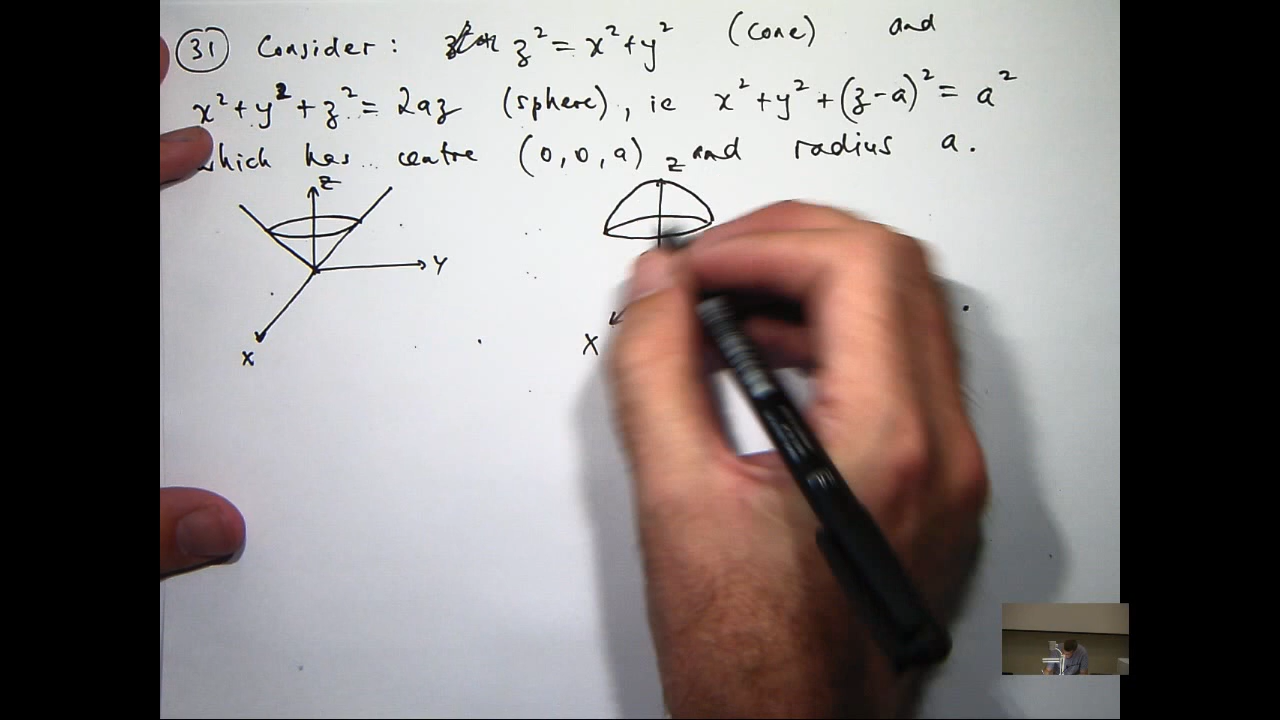 (31) Consider: z² = x² + y² (cone) and
x² + y² + z² = 2az (sphere), ie x² + y² + (z-a)² = a²
which has centre (0, 0, a) and radius a.
z z
y
x x